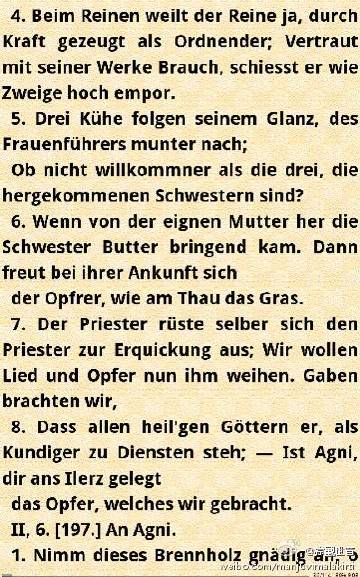 4. Beim Reinen weilt der Reine ja, durch
Kraft gezeugt als Ordnender; Vertraut
mit seiner Werke Brauch, schiesst er wie
Zweige hoch empor.
5. Drei Kühe folgen seinem Glanz, des
Frauenführers munter nach;
Ob nicht willkommner als die drei, die
hergekommenen Schwestern sind?
6. Wenn von der eignen Mutter her die
Schwester Butter bringend kam. Dann
freut bei ihrer Ankunft sich
der Opfrer, wie am Thau das Gras.
7. Der Priester rüste selber sich den
Priester zur Erquickung aus; Wir wollen
Lied und Opfer nun ihm weihen. Gaben
brachten wir,
8. Dass allen heil'gen Göttern er, als
Kundiger zu Diensten steh; — Ist Agni,
dir ans Ilerz gelegt
das Opfer, welches wir gebracht.
II, 6. [197.] An Agni.
1. Nimm dieses Brennholz gnädig an, o